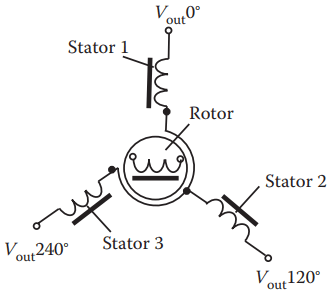 Vout0°
Stator 1
Rotor
Stator 2
Stator 3
Vout240°
Vout120°